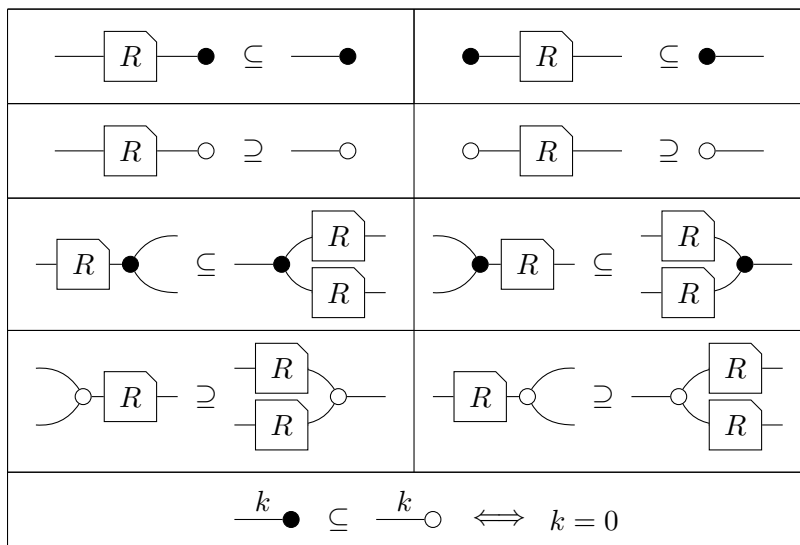 R ⊆ R ⊆
R ⊇ R ⊇
R ⊆ R R R ⊆ R R
R ⊇ R R R ⊇ R R
k ⊆ k ⟺ k = 0